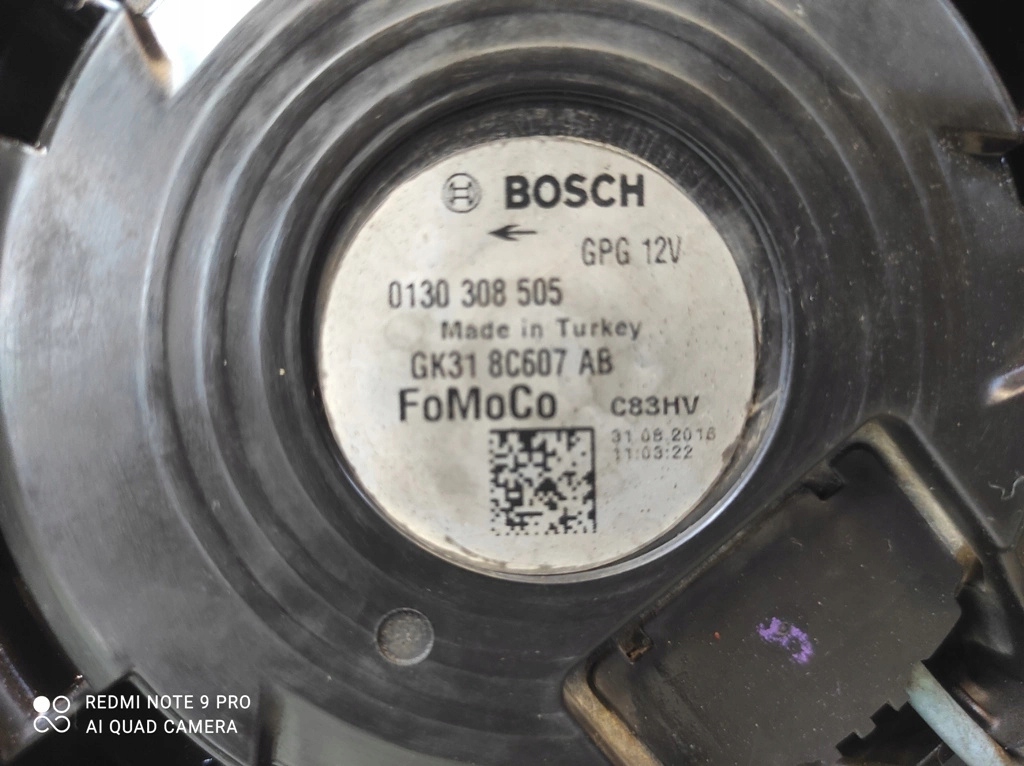 BOSCH
GPG 12V
0130 308 505
Made in Turkey
GK31 8C607 AB
FoMoCo C83HV
31.08.2016
11:03:22
REDMI NOTE 9 PRO
AI QUAD CAMERA